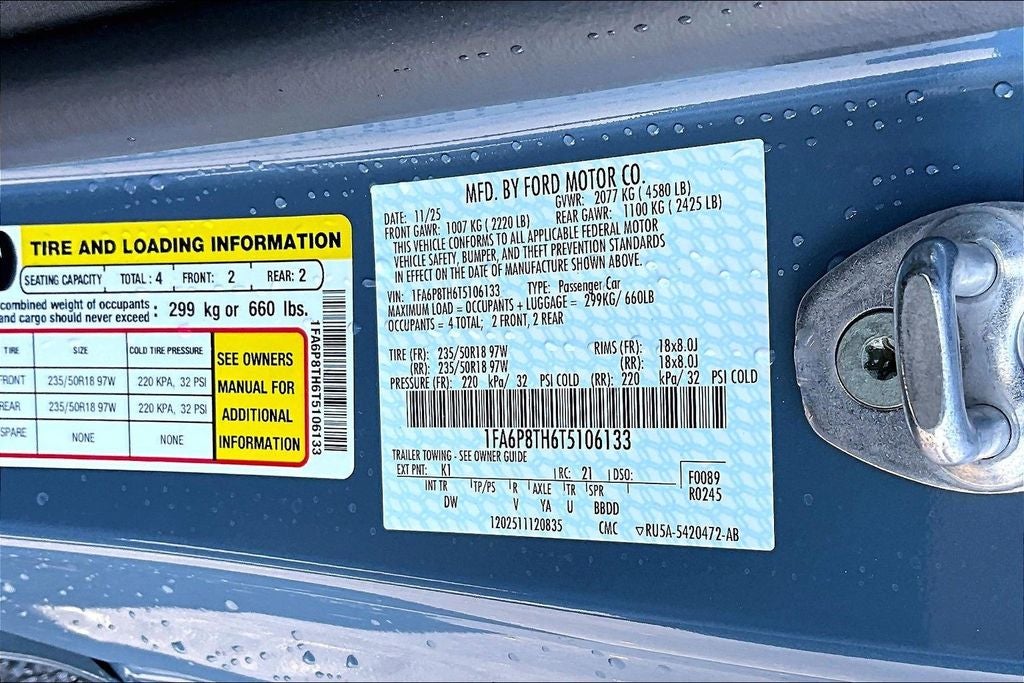 TIRE AND LOADING INFORMATION
SEATING CAPACITY TOTAL : 4 FRONT: 2 REAR: 2
combined weight of occupants
and cargo should never exceed : 299 kg or 660 lbs.
TIRE SIZE COLD TIRE PRESSURE
FRONT 235/50R18 97W 220 KPA, 32 PSI
REAR 235/50R18 97W 220 KPA, 32 PSI
SPARE NONE NONE
SEE OWNERS
MANUAL FOR
ADDITIONAL
INFORMATION
1FA6P8TH6T5106133
MFD. BY FORD MOTOR CO.
DATE: 11/25 GVWR: 2077 KG ( 4580 LB)
FRONT GAWR: 1007 KG ( 2220 LB) REAR GAWR: 1100 KG ( 2425 LB)
THIS VEHICLE CONFORMS TO ALL APPLICABLE FEDERAL MOTOR
VEHICLE SAFETY, BUMPER, AND THEFT PREVENTION STANDARDS
IN EFFECT ON THE DATE OF MANUFACTURE SHOWN ABOVE.
VIN: 1FA6P8TH6T5106133 TYPE: Passenger Car
MAXIMUM LOAD = OCCUPANTS + LUGGAGE = 299KG/ 660LB
OCCUPANTS = 4 TOTAL; 2 FRONT, 2 REAR
TIRE (FR): 235/50R18 97W RIMS (FR): 18x8.0J
(RR): 235/50R18 97W (RR): 18x8.0J
PRESSURE (FR): 220 kPa/ 32 PSI COLD (RR): 220 kPa/ 32 PSI COLD
1FA6P8TH6T5106133
TRAILER TOWING - SEE OWNER GUIDE
EXT PNT: K1 RC: 21 DSO: F0089
INT TR TP/PS R AXLE TR SPR R0245
DW V YA U BBDD
1202511120835 CMC ▽RU5A-5420472-AB